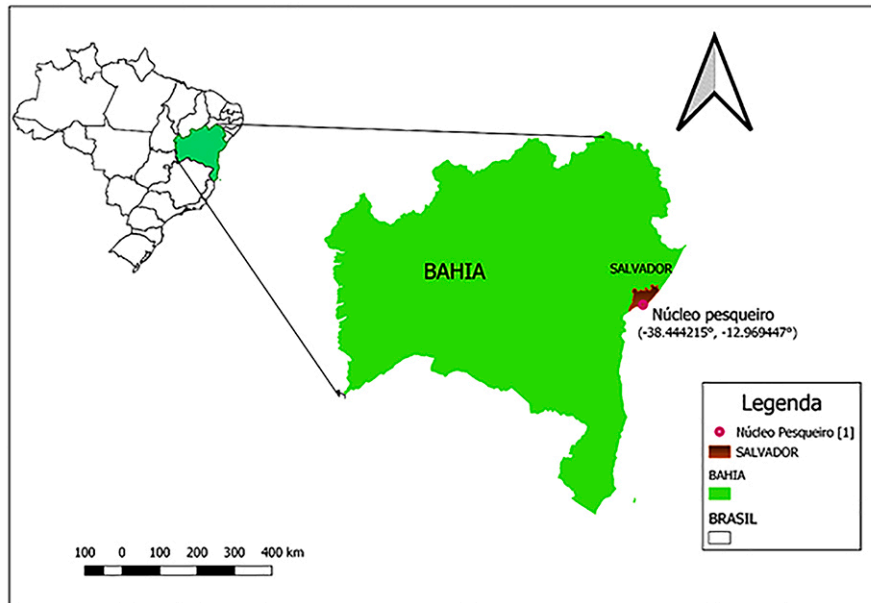 BAHIA
SALVADOR
Núcleo pesqueiro
(-38.444215°, -12.969447°)
Legenda
Núcleo Pesqueiro [1]
SALVADOR
BAHIA
BRASIL
100 0 100 200 300 400 km